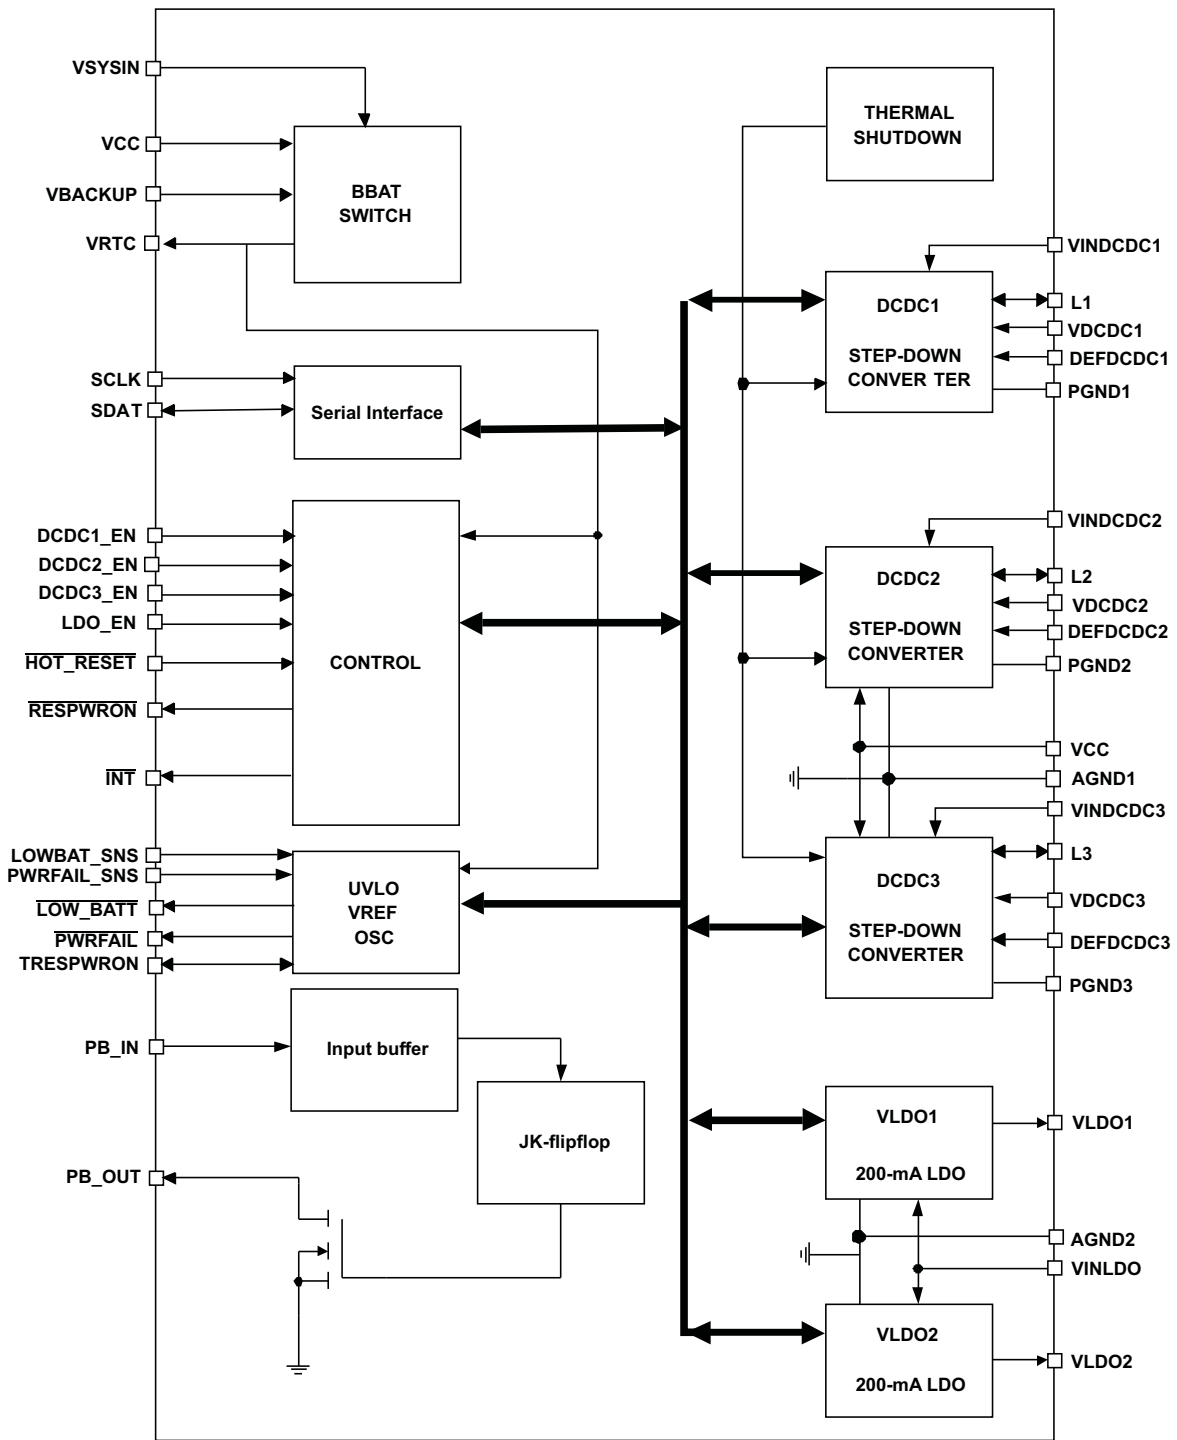 VSYSIN
VCC
VBACKUP
VRTC
BBAT
SWITCH
THERMAL
SHUTDOWN
VINDCDC1
DCDC1
STEP-DOWN
CONVER TER
L1
VDCDC1
DEFDCDC1
PGND1
SCLK
SDAT
Serial Interface
DCDC1_EN
DCDC2_EN
DCDC3_EN
LDO_EN
HOT_RESET
RESPWRON
INT
CONTROL
VINDCDC2
DCDC2
STEP-DOWN
CONVERTER
L2
VDCDC2
DEFDCDC2
PGND2
VCC
AGND1
VINDCDC3
LOWBAT_SNS
PWRFAIL_SNS
LOW_BATT
PWRFAIL
TRESPWRON
UVLO
VREF
OSC
DCDC3
STEP-DOWN
CONVERTER
L3
VDCDC3
DEFDCDC3
PGND3
PB_IN
Input buffer
JK-flipflop
PB_OUT
VLDO1
200-mA LDO
VLDO1
AGND2
VINLDO
VLDO2
200-mA LDO
VLDO2